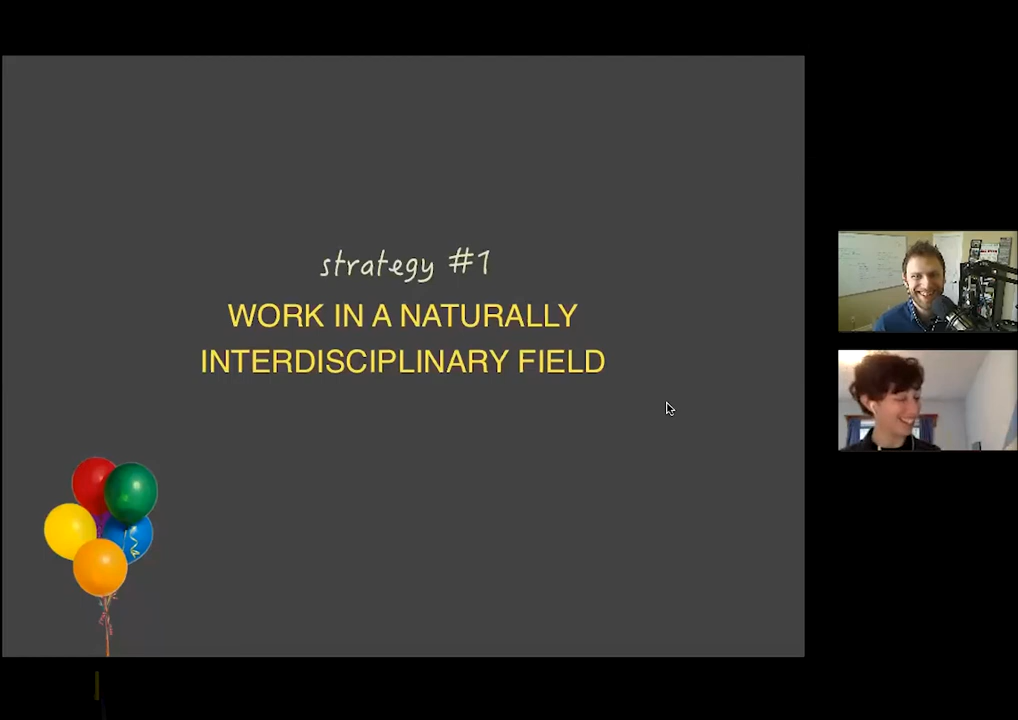 strategy #1
WORK IN A NATURALLY
INTERDISCIPLINARY FIELD